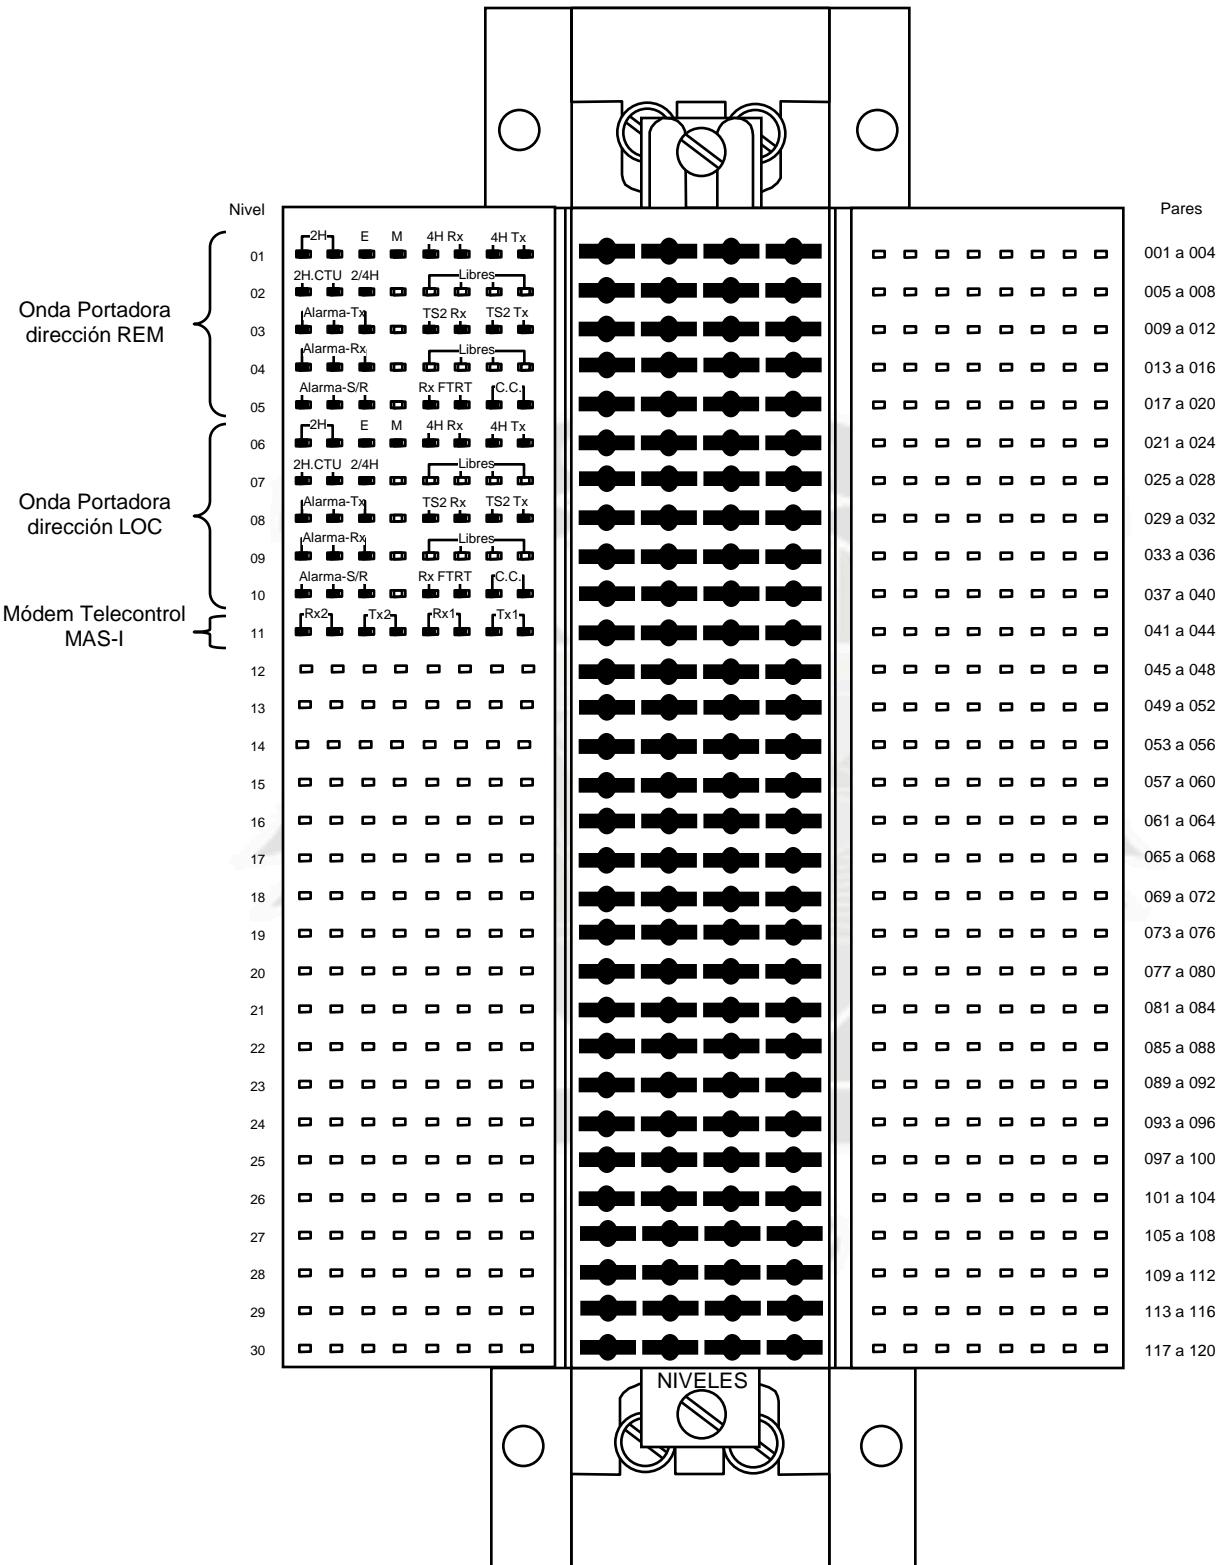 Nivel Pares
2H E M 4H Rx 4H Tx
01 001 a 004
2H.CTU 2/4H Libres
02 005 a 008
Onda Portadora
dirección REM
Alarma-Tx TS2 Rx TS2 Tx
03 009 a 012
Alarma-Rx Libres
04 013 a 016
Alarma-S/R Rx FTRT C.C.
05 017 a 020
2H E M 4H Rx 4H Tx
06 021 a 024
2H.CTU 2/4H Libres
07 025 a 028
Onda Portadora
dirección LOC
Alarma-Tx TS2 Rx TS2 Tx
08 029 a 032
Alarma-Rx Libres
09 033 a 036
Alarma-S/R Rx FTRT C.C.
10 037 a 040
Módem Telecontrol
MAS-I
Rx2 Tx2 Rx1 Tx1
11 041 a 044
12 045 a 048
13 049 a 052
14 053 a 056
15 057 a 060
16 061 a 064
17 065 a 068
18 069 a 072
19 073 a 076
20 077 a 080
21 081 a 084
22 085 a 088
23 089 a 092
24 093 a 096
25 097 a 100
26 101 a 104
27 105 a 108
28 109 a 112
29 113 a 116
30 117 a 120
NIVELES